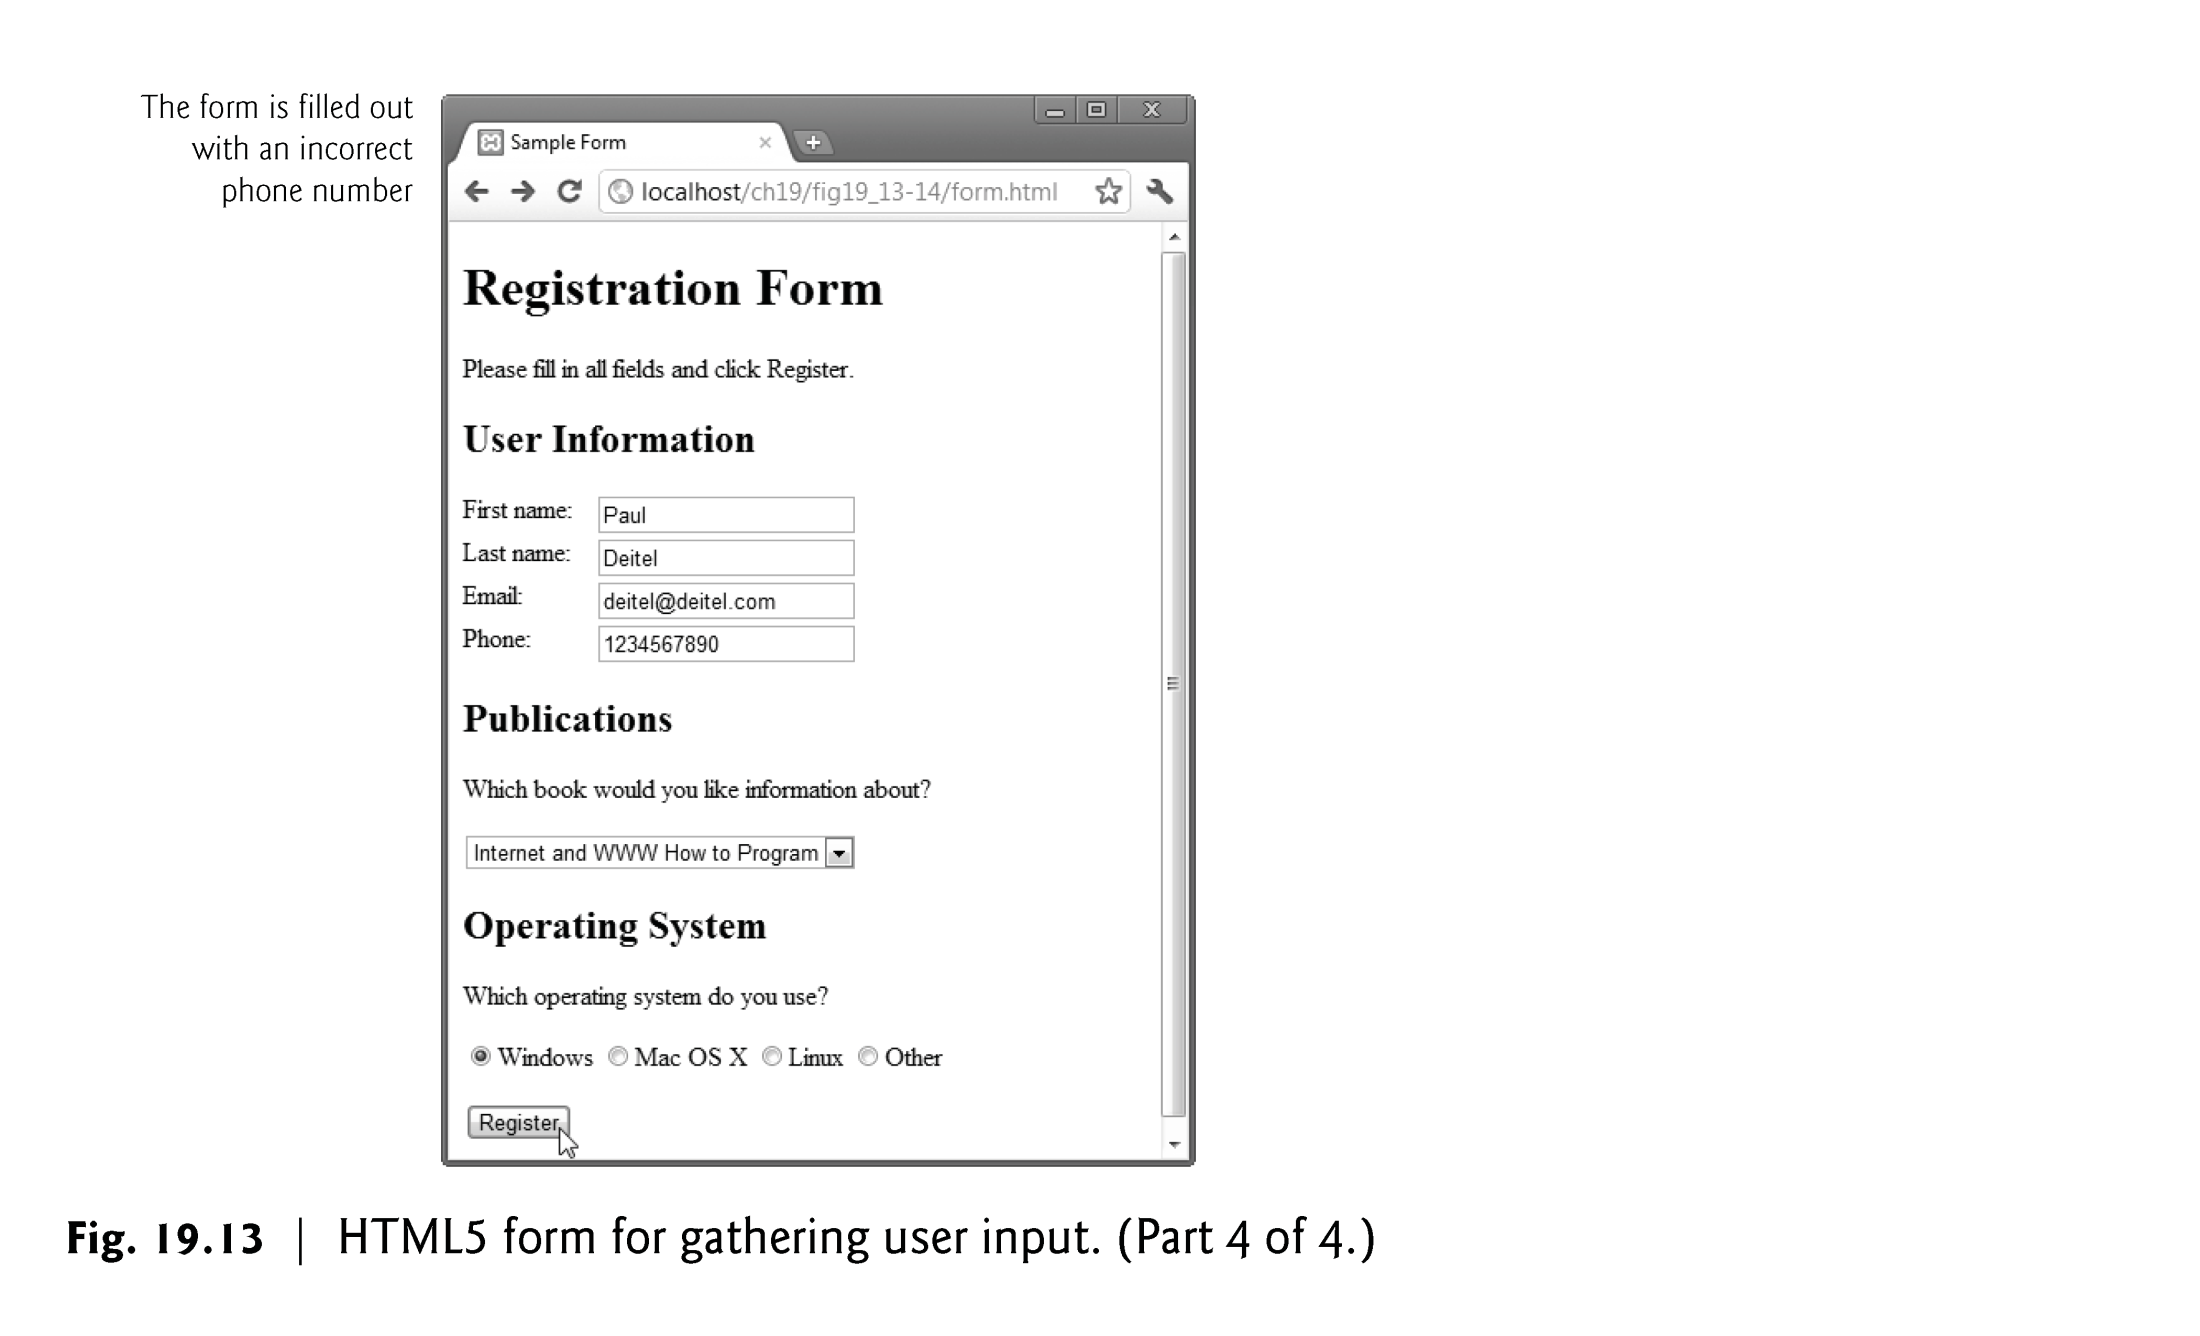 The form is filled out
with an incorrect
phone number
Sample Form
localhost/ch19/fig19_13-14/form.html
Registration Form
Please fill in all fields and click Register.
User Information
First name: Paul
Last name: Deitel
Email: deitel@deitel.com
Phone: 1234567890
Publications
Which book would you like information about?
Internet and WWW How to Program
Operating System
Which operating system do you use?
Windows Mac OS X Linux Other
Register
Fig. 19.13 | HTML5 form for gathering user input. (Part 4 of 4.)